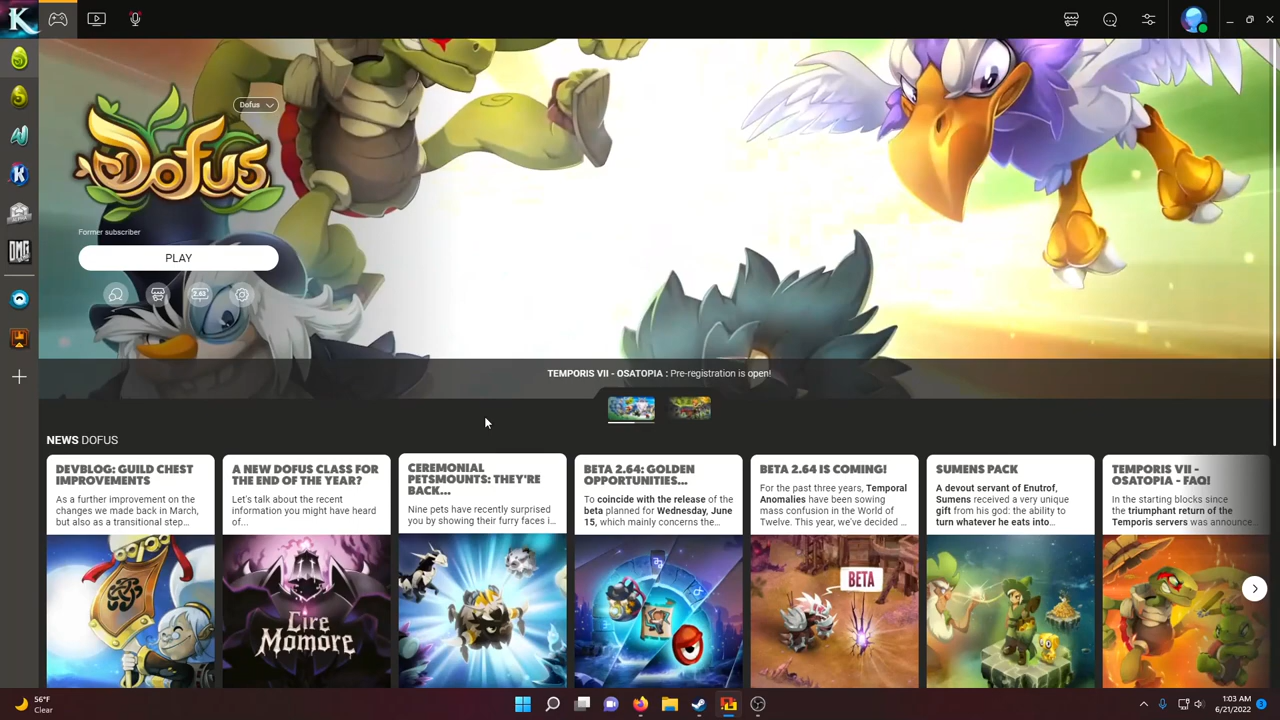 Dofus
Dofus
Former subscriber
PLAY
2.63
TEMPORIS VII - OSATOPIA : Pre-registration is open!
NEWS DOFUS
DEVBLOG: GUILD CHEST
IMPROVEMENTS
As a further improvement on the
changes we made back in March,
but also as a transitional step...
A NEW DOFUS CLASS FOR
THE END OF THE YEAR?
Let's talk about the recent
information you might have heard
of...
Cire
Momore
CEREMONIAL
PETSMOUNTS: THEY'RE
BACK...
Nine pets have recently surprised
you by showing their furry faces i...
BETA 2.64: GOLDEN
OPPORTUNITIES...
To coincide with the release of the
beta planned for Wednesday, June
15, which mainly concerns the...
BETA 2.64 IS COMING!
For the past three years, Temporal
Anomalies have been sowing
mass confusion in the World of
Twelve. This year, we've decided ...
BETA
SUMENS PACK
A devout servant of Enutrof,
Sumens received a very unique
gift from his god: the ability to
turn whatever he eats into...
TEMPORIS VII -
OSATOPIA - FAQ!
In the starting blocks since
the triumphant return of the
Temporis servers was announce...
56°F
Clear
1:03 AM
6/21/2022